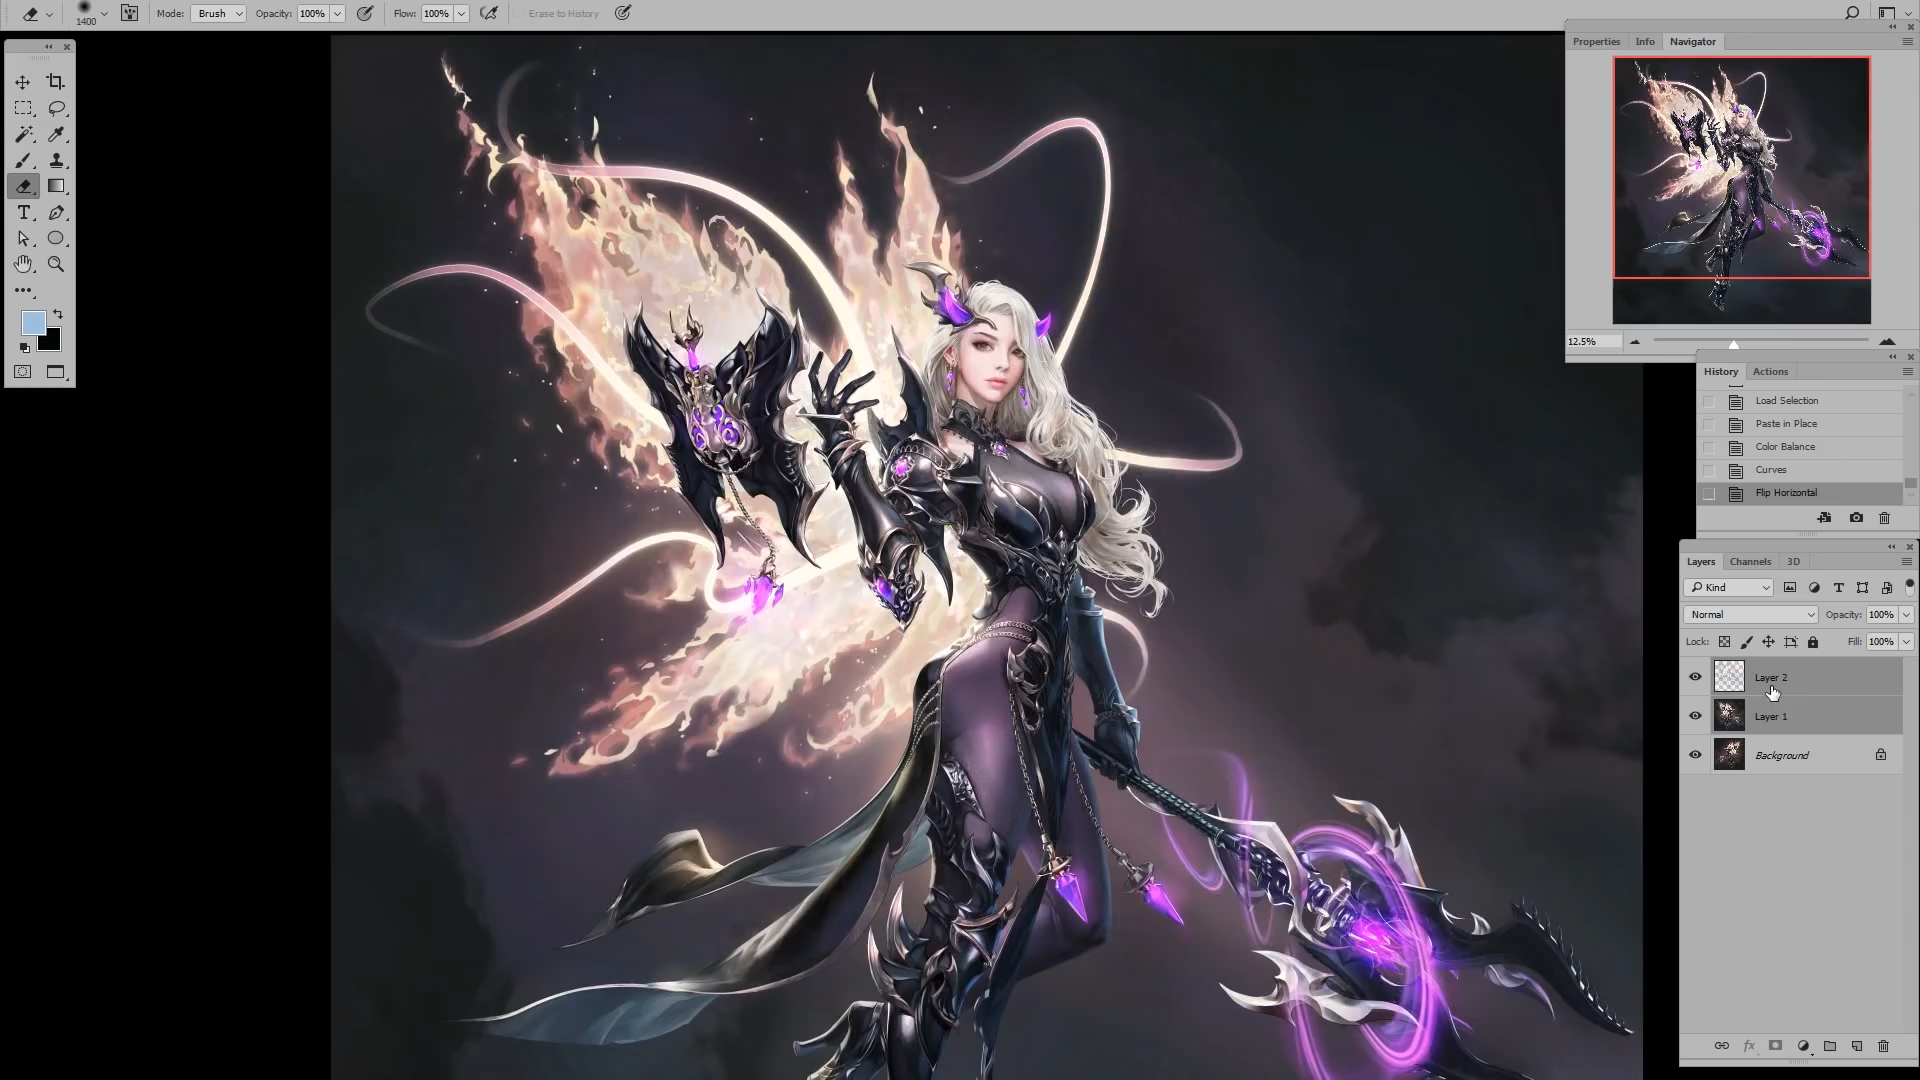 1400 Mode: Brush Opacity: 100% Flow: 100% Erase to History
Properties Info Navigator
12.5%
History Actions
Load Selection
Paste in Place
Color Balance
Curves
Flip Horizontal
Layers Channels 3D
Kind
Normal Opacity: 100%
Lock: Fill: 100%
Layer 2
Layer 1
Background